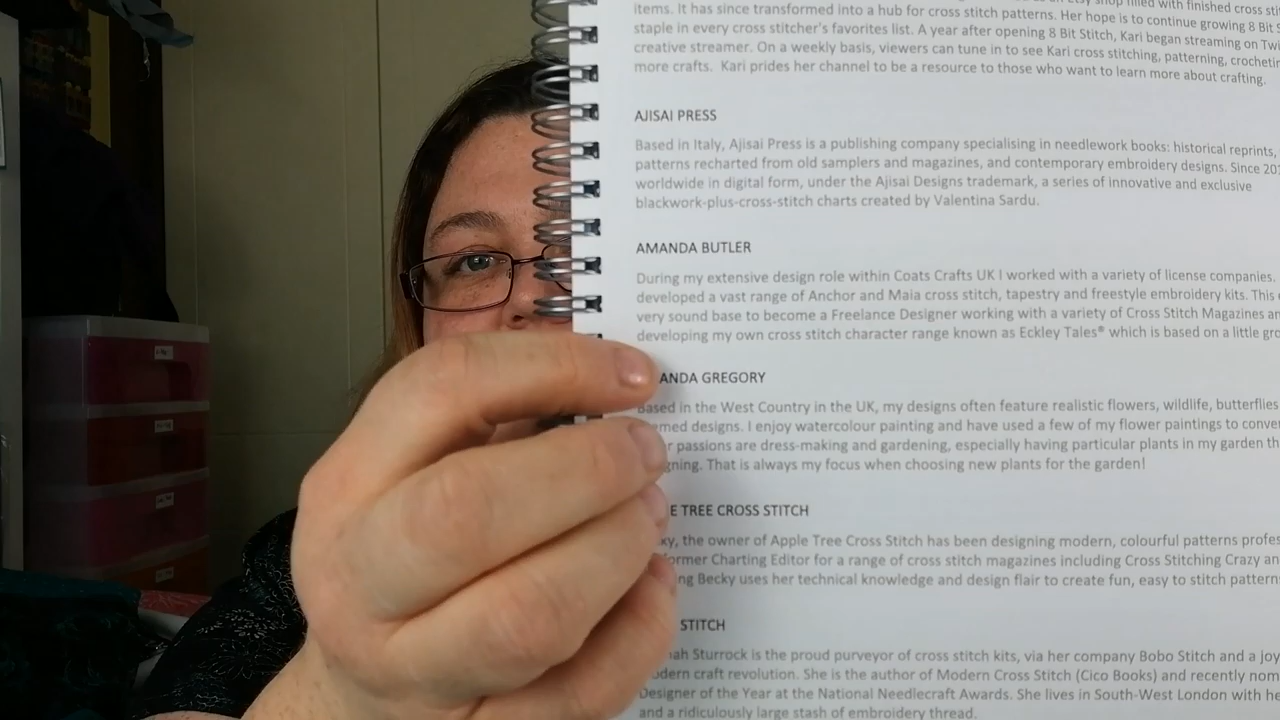 items. It has since transformed into a hub for cross stitch patterns. Her hope is to continue growing 8 Bit
staple in every cross stitcher's favorites list. A year after opening 8 Bit Stitch, Kari began streaming on
creative streamer. On a weekly basis, viewers can tune in to see Kari cross stitching, patterning,
more crafts. Kari prides her channel to be a resource to those who want to learn more about crafting.
AJISAI PRESS
Based in Italy, Ajisai Press is a publishing company specialising in needlework books: historical reprints,
patterns recharted from old samplers and magazines, and contemporary embroidery designs. Since
worldwide in digital form, under the Ajisai Designs trademark, a series of innovative and exclusive
blackwork-plus-cross-stitch charts created by Valentina Sardu.
AMANDA BUTLER
During my extensive design role within Coats Crafts UK I worked with a variety of license companies.
developed a vast range of Anchor and Maia cross stitch, tapestry and freestyle embroidery kits. This
very sound base to become a Freelance Designer working with a variety of Cross Stitch Magazines
developing my own cross stitch character range known as Eckley Tales® which is based on a little
ANDA GREGORY
Based in the West Country in the UK, my designs often feature realistic flowers, wildlife, butterflies
designs. I enjoy watercolour painting and have used a few of my flower paintings to
passions are dress-making and gardening, especially having particular plants in my garden
That is always my focus when choosing new plants for the garden!
TREE CROSS STITCH
the owner of Apple Tree Cross Stitch has been designing modern, colourful patterns
Charting Editor for a range of cross stitch magazines including Cross Stitching Crazy
Becky uses her technical knowledge and design flair to create fun, easy to stitch
STITCH
Sturrock is the proud purveyor of cross stitch kits, via her company Bobo Stitch and a
craft revolution. She is the author of Modern Cross Stitch (Cico Books) and recently
Designer of the Year at the National Needlecraft Awards. She lives in South-West London with
and a ridiculously large stash of embroidery thread.